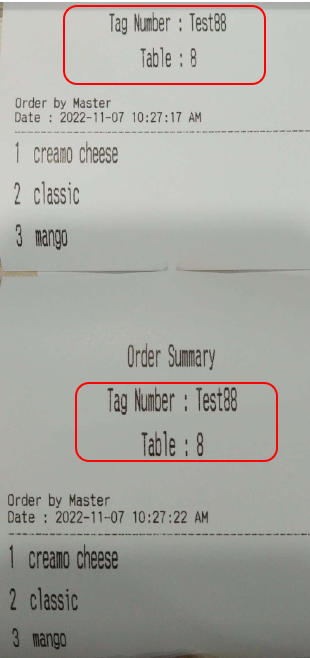 Tag Number : Test88
Table : 8
Order by Master
Date : 2022-11-07 10:27:17 AM
1 creamo cheese
2 classic
3 mango
Order Summary
Tag Number : Test88
Table : 8
Order by Master
Date : 2022-11-07 10:27:22 AM
1 creamo cheese
2 classic
3 mango